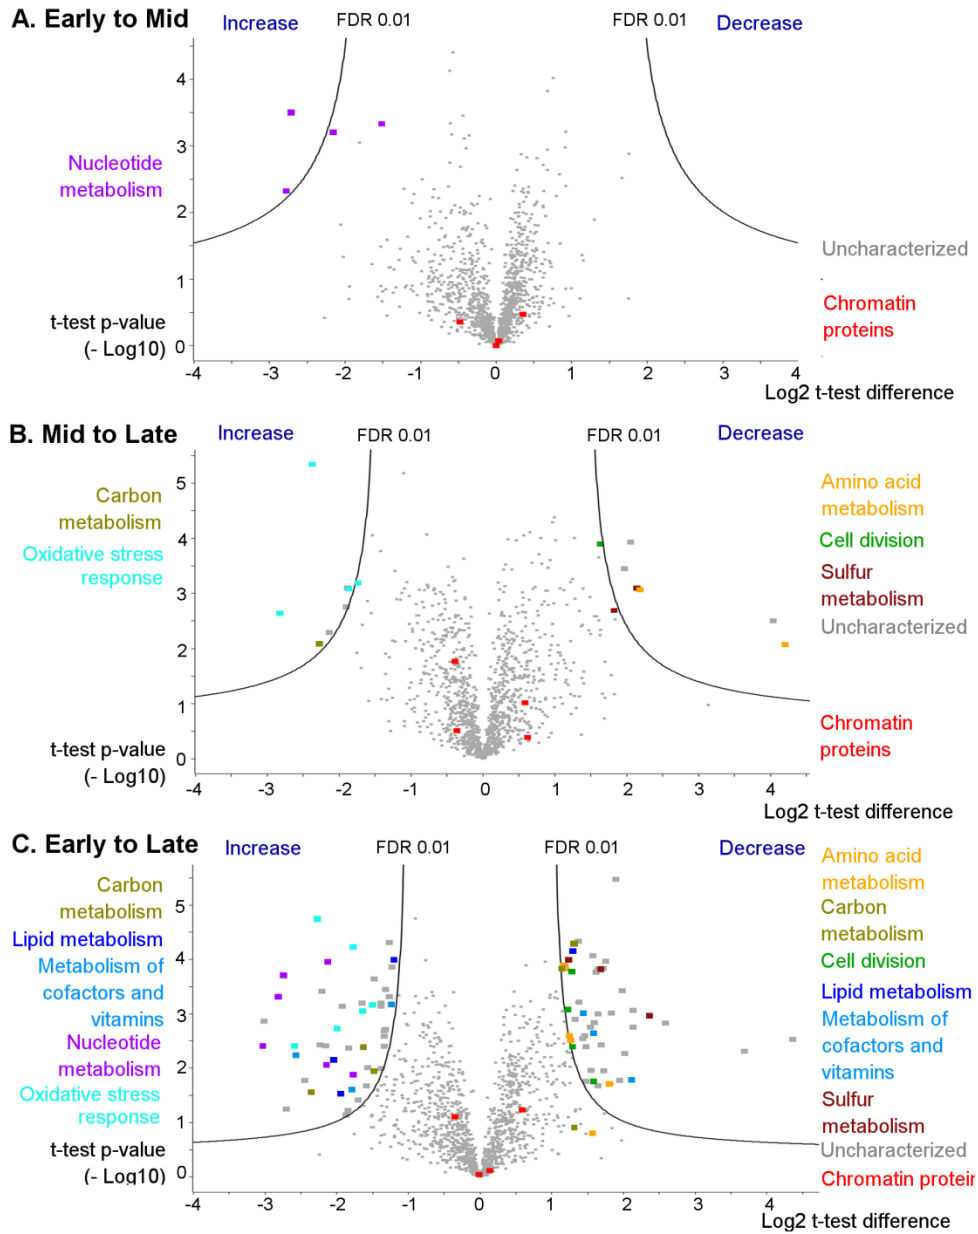 A. Early to Mid
Increase
FDR 0.01
FDR 0.01
Decrease
4
3
2
1
0
Nucleotide
metabolism
t-test p-value
(- Log10)
Uncharacterized
Chromatin
proteins
-4 -3 -2 -1 0 1 2 3 4
Log2 t-test difference
B. Mid to Late
Increase
FDR 0.01
FDR 0.01
Decrease
5
4
3
2
1
0
Carbon
metabolism
Oxidative stress
response
t-test p-value
(- Log10)
Amino acid
metabolism
Cell division
Sulfur
metabolism
Uncharacterized
Chromatin
proteins
-4 -3 -2 -1 0 1 2 3 4
Log2 t-test difference
C. Early to Late
Increase
FDR 0.01
FDR 0.01
Decrease
5
4
3
2
1
0
Carbon
metabolism
Lipid metabolism
Metabolism of
cofactors and
vitamins
Nucleotide
metabolism
Oxidative stress
response
t-test p-value
(- Log10)
Amino acid
metabolism
Carbon
metabolism
Cell division
Lipid metabolism
Metabolism of
cofactors and
vitamins
Sulfur
metabolism
Uncharacterized
Chromatin protein
-4 -3 -2 -1 0 1 2 3 4
Log2 t-test difference